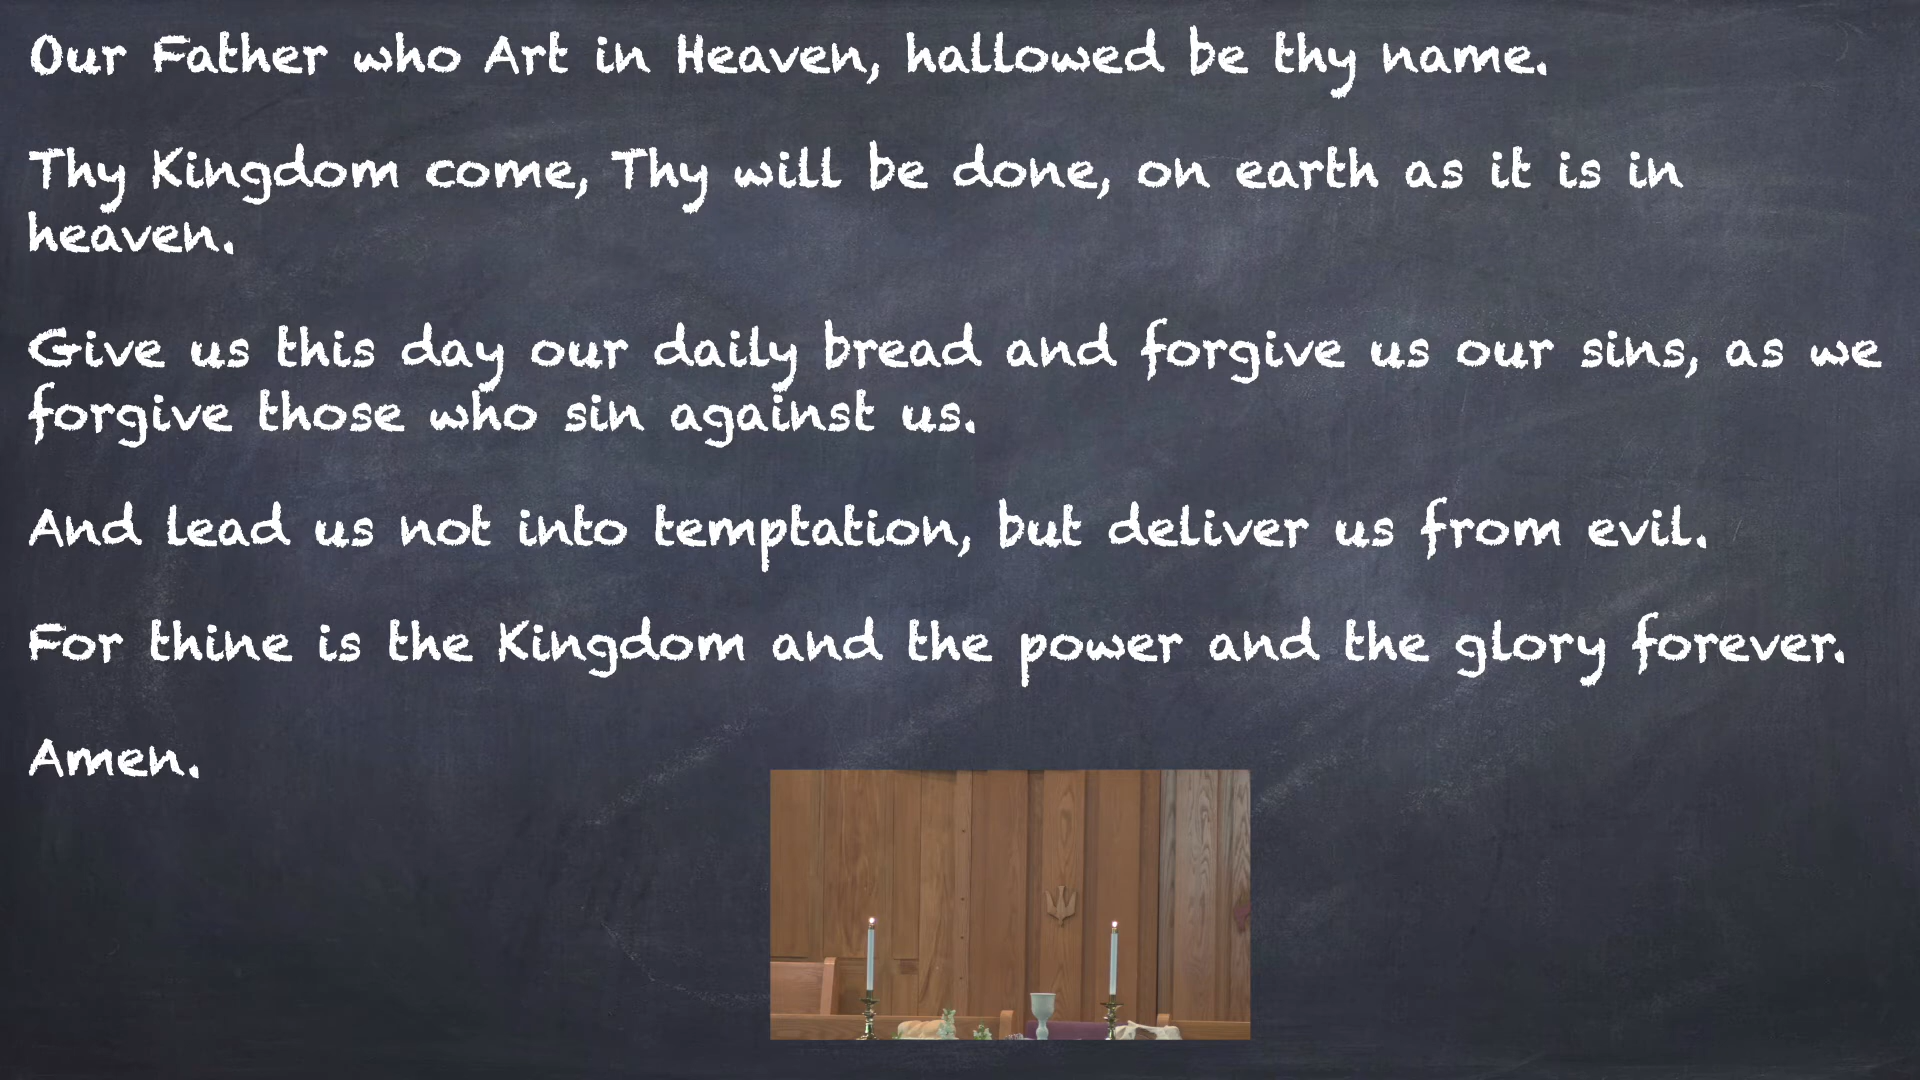 Our Father who Art in Heaven, hallowed be thy name.
Thy Kingdom come, Thy will be done, on earth as it is in
heaven.
Give us this day our daily bread and forgive us our sins, as we
forgive those who sin against us.
And lead us not into temptation, but deliver us from evil.
For thine is the Kingdom and the power and the glory forever.
Amen.